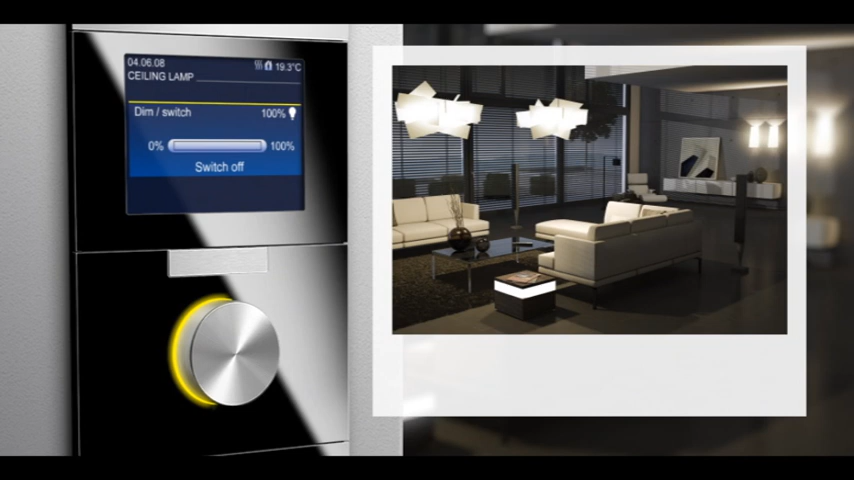 04.06.08 19.3°C
CEILING LAMP
Dim / switch 100%
0% 100%
Switch off